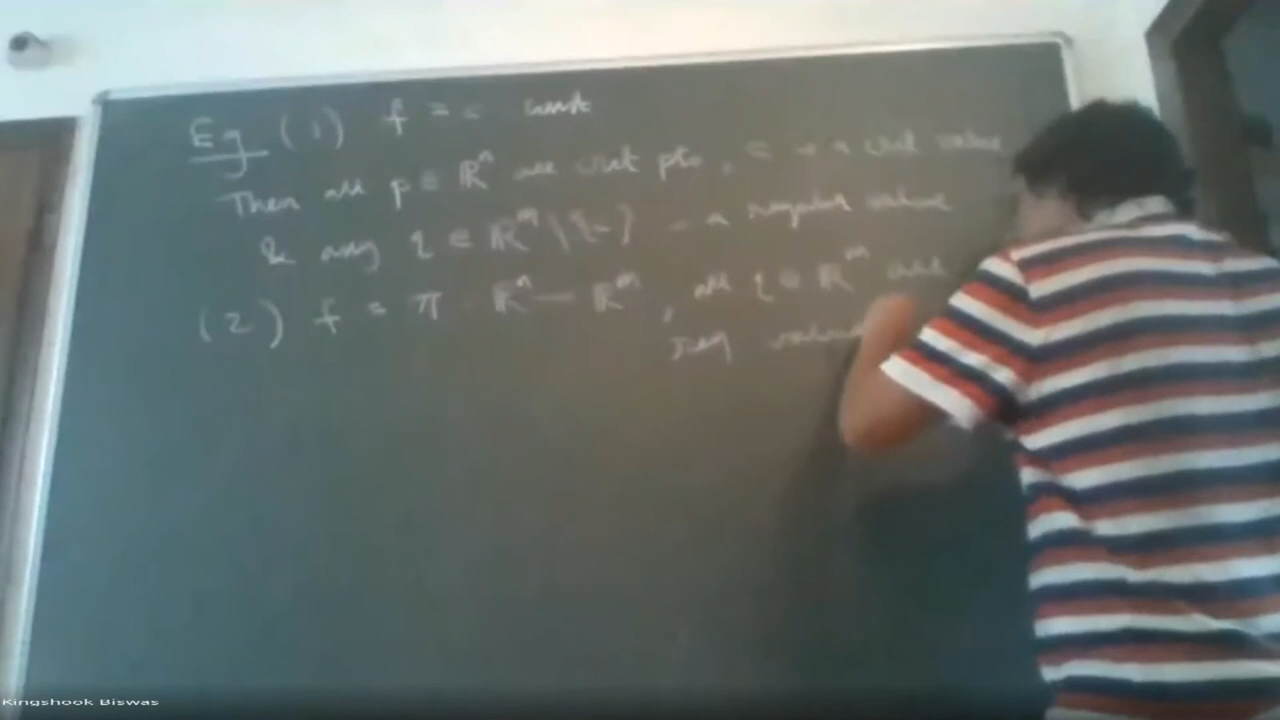 Eg (1) f = c const
Then all p ∈ ℝⁿ are crit pts, c is a crit value
& any q ∈ ℝᵐ \ {c} is a regular value
(2) f = π : ℝⁿ → ℝᵐ, all q ∈ ℝᵐ are
reg values
Kingshook Biswas